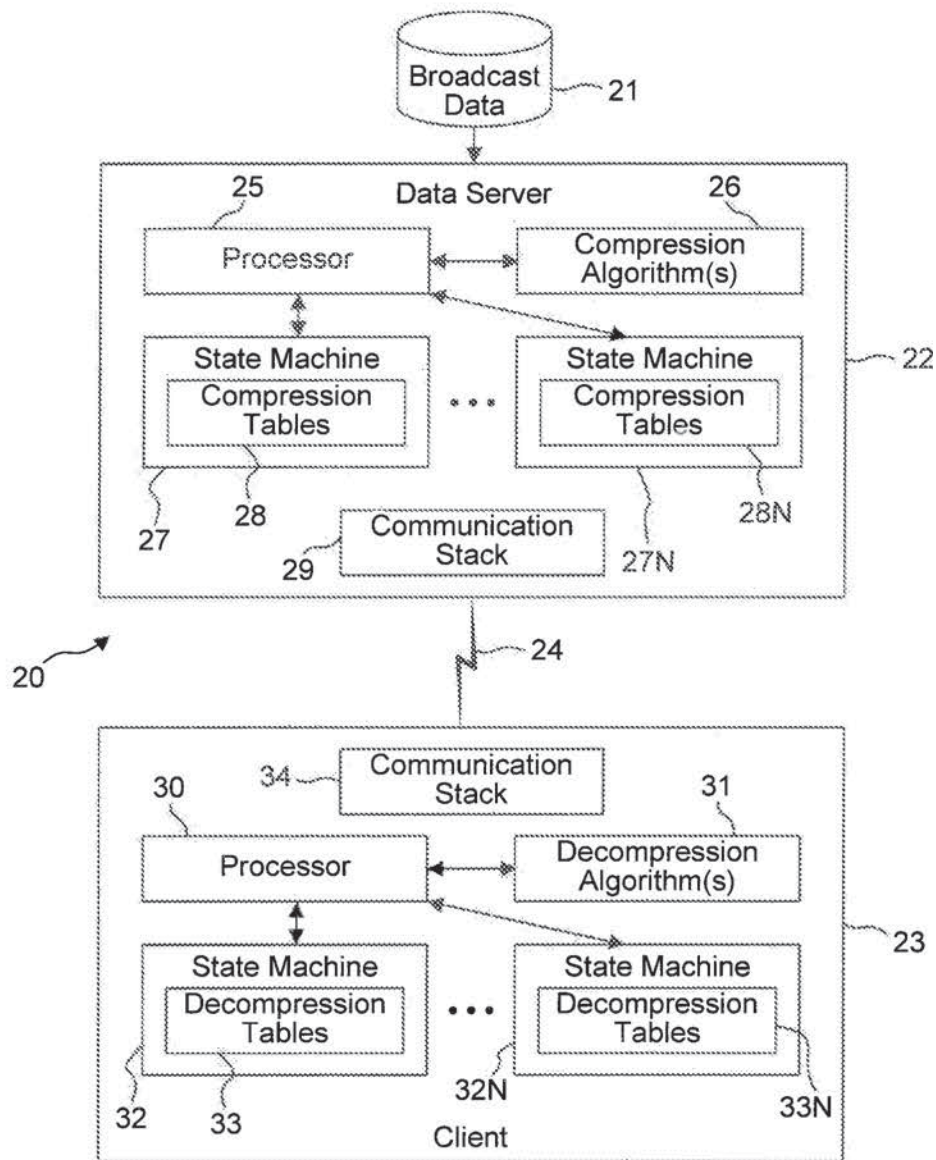 Broadcast
Data
21
Data Server
25
26
Processor
Compression
Algorithm(s)
State Machine
Compression
Tables
• • •
State Machine
Compression
Tables
22
27
28
28N
27N
29
Communication
Stack
24
20
34
Communication
Stack
30
31
Processor
Decompression
Algorithm(s)
23
State Machine
Decompression
Tables
• • •
State Machine
Decompression
Tables
32
33
32N
33N
Client